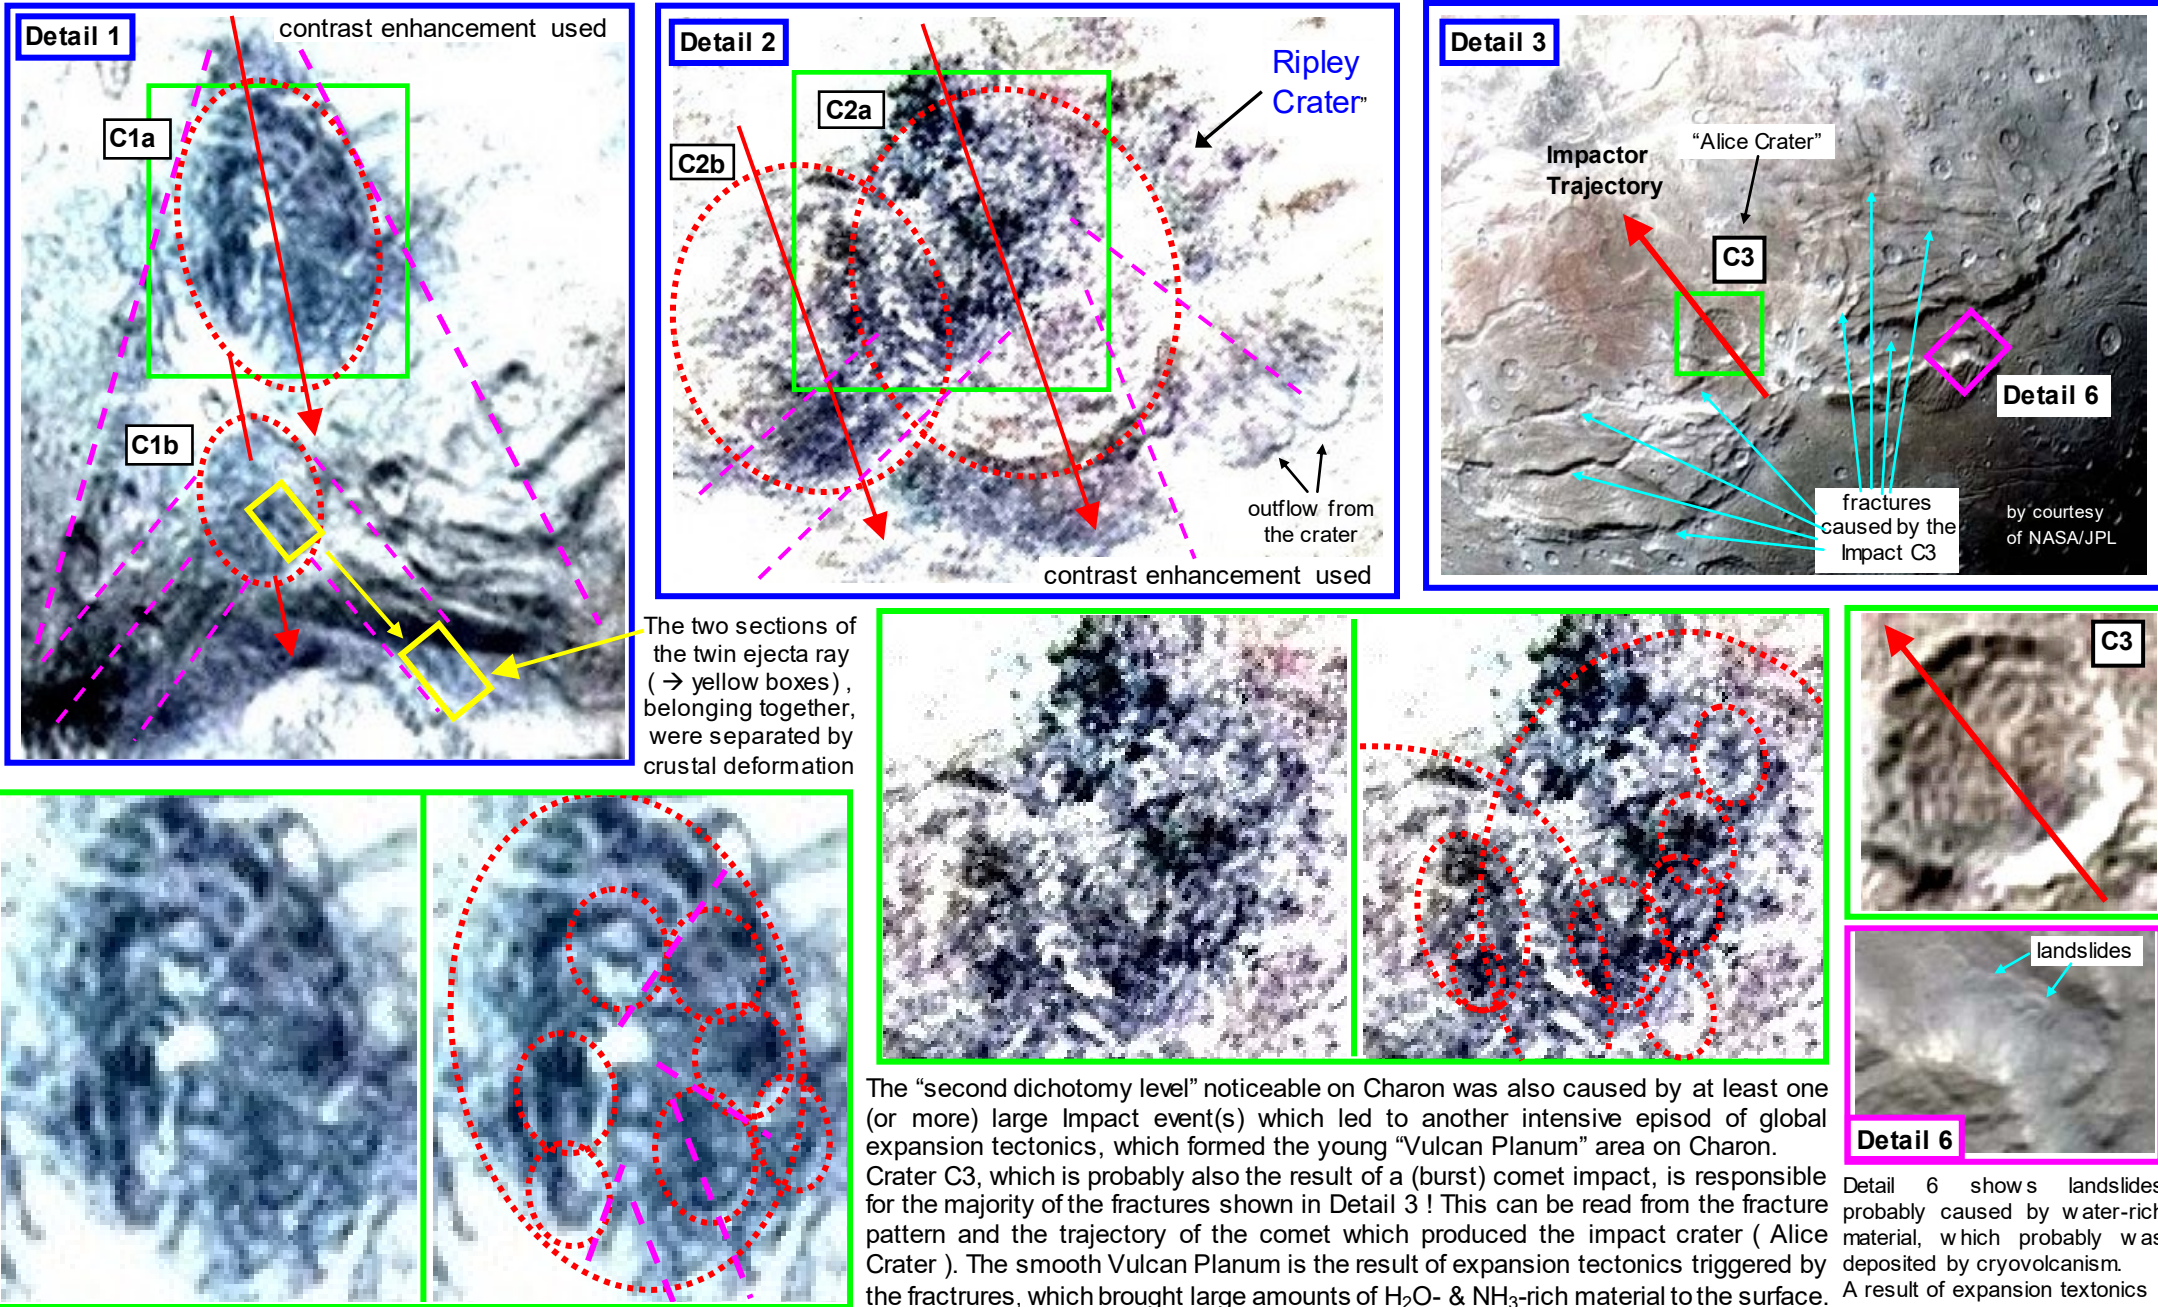 Detail 1
contrast enhancement used
C1a
C1b
Detail 2
Ripley
Crater”
C2a
C2b
outflow from
the crater
contrast enhancement used
Detail 3
“Alice Crater”
Impactor
Trajectory
C3
Detail 6
fractures
caused by the
Impact C3
by courtesy
of NASA/JPL
The two sections of
the twin ejecta ray
( → yellow boxes) ,
belonging together,
were separated by
crustal deformation
C3
landslides
Detail 6
The “second dichotomy level” noticeable on Charon was also caused by at least one
(or more) large Impact event(s) which led to another intensive episod of global
expansion tectonics, which formed the young “Vulcan Planum” area on Charon.
Crater C3, which is probably also the result of a (burst) comet impact, is responsible
for the majority of the fractures shown in Detail 3 ! This can be read from the fracture
pattern and the trajectory of the comet which produced the impact crater ( Alice
Crater ). The smooth Vulcan Planum is the result of expansion tectonics triggered by
the fractrures, which brought large amounts of H₂O- & NH₃-rich material to the surface.
Detail 6 shows landslides
probably caused by water-rich
material, which probably was
deposited by cryovolcanism.
A result of expansion textonics